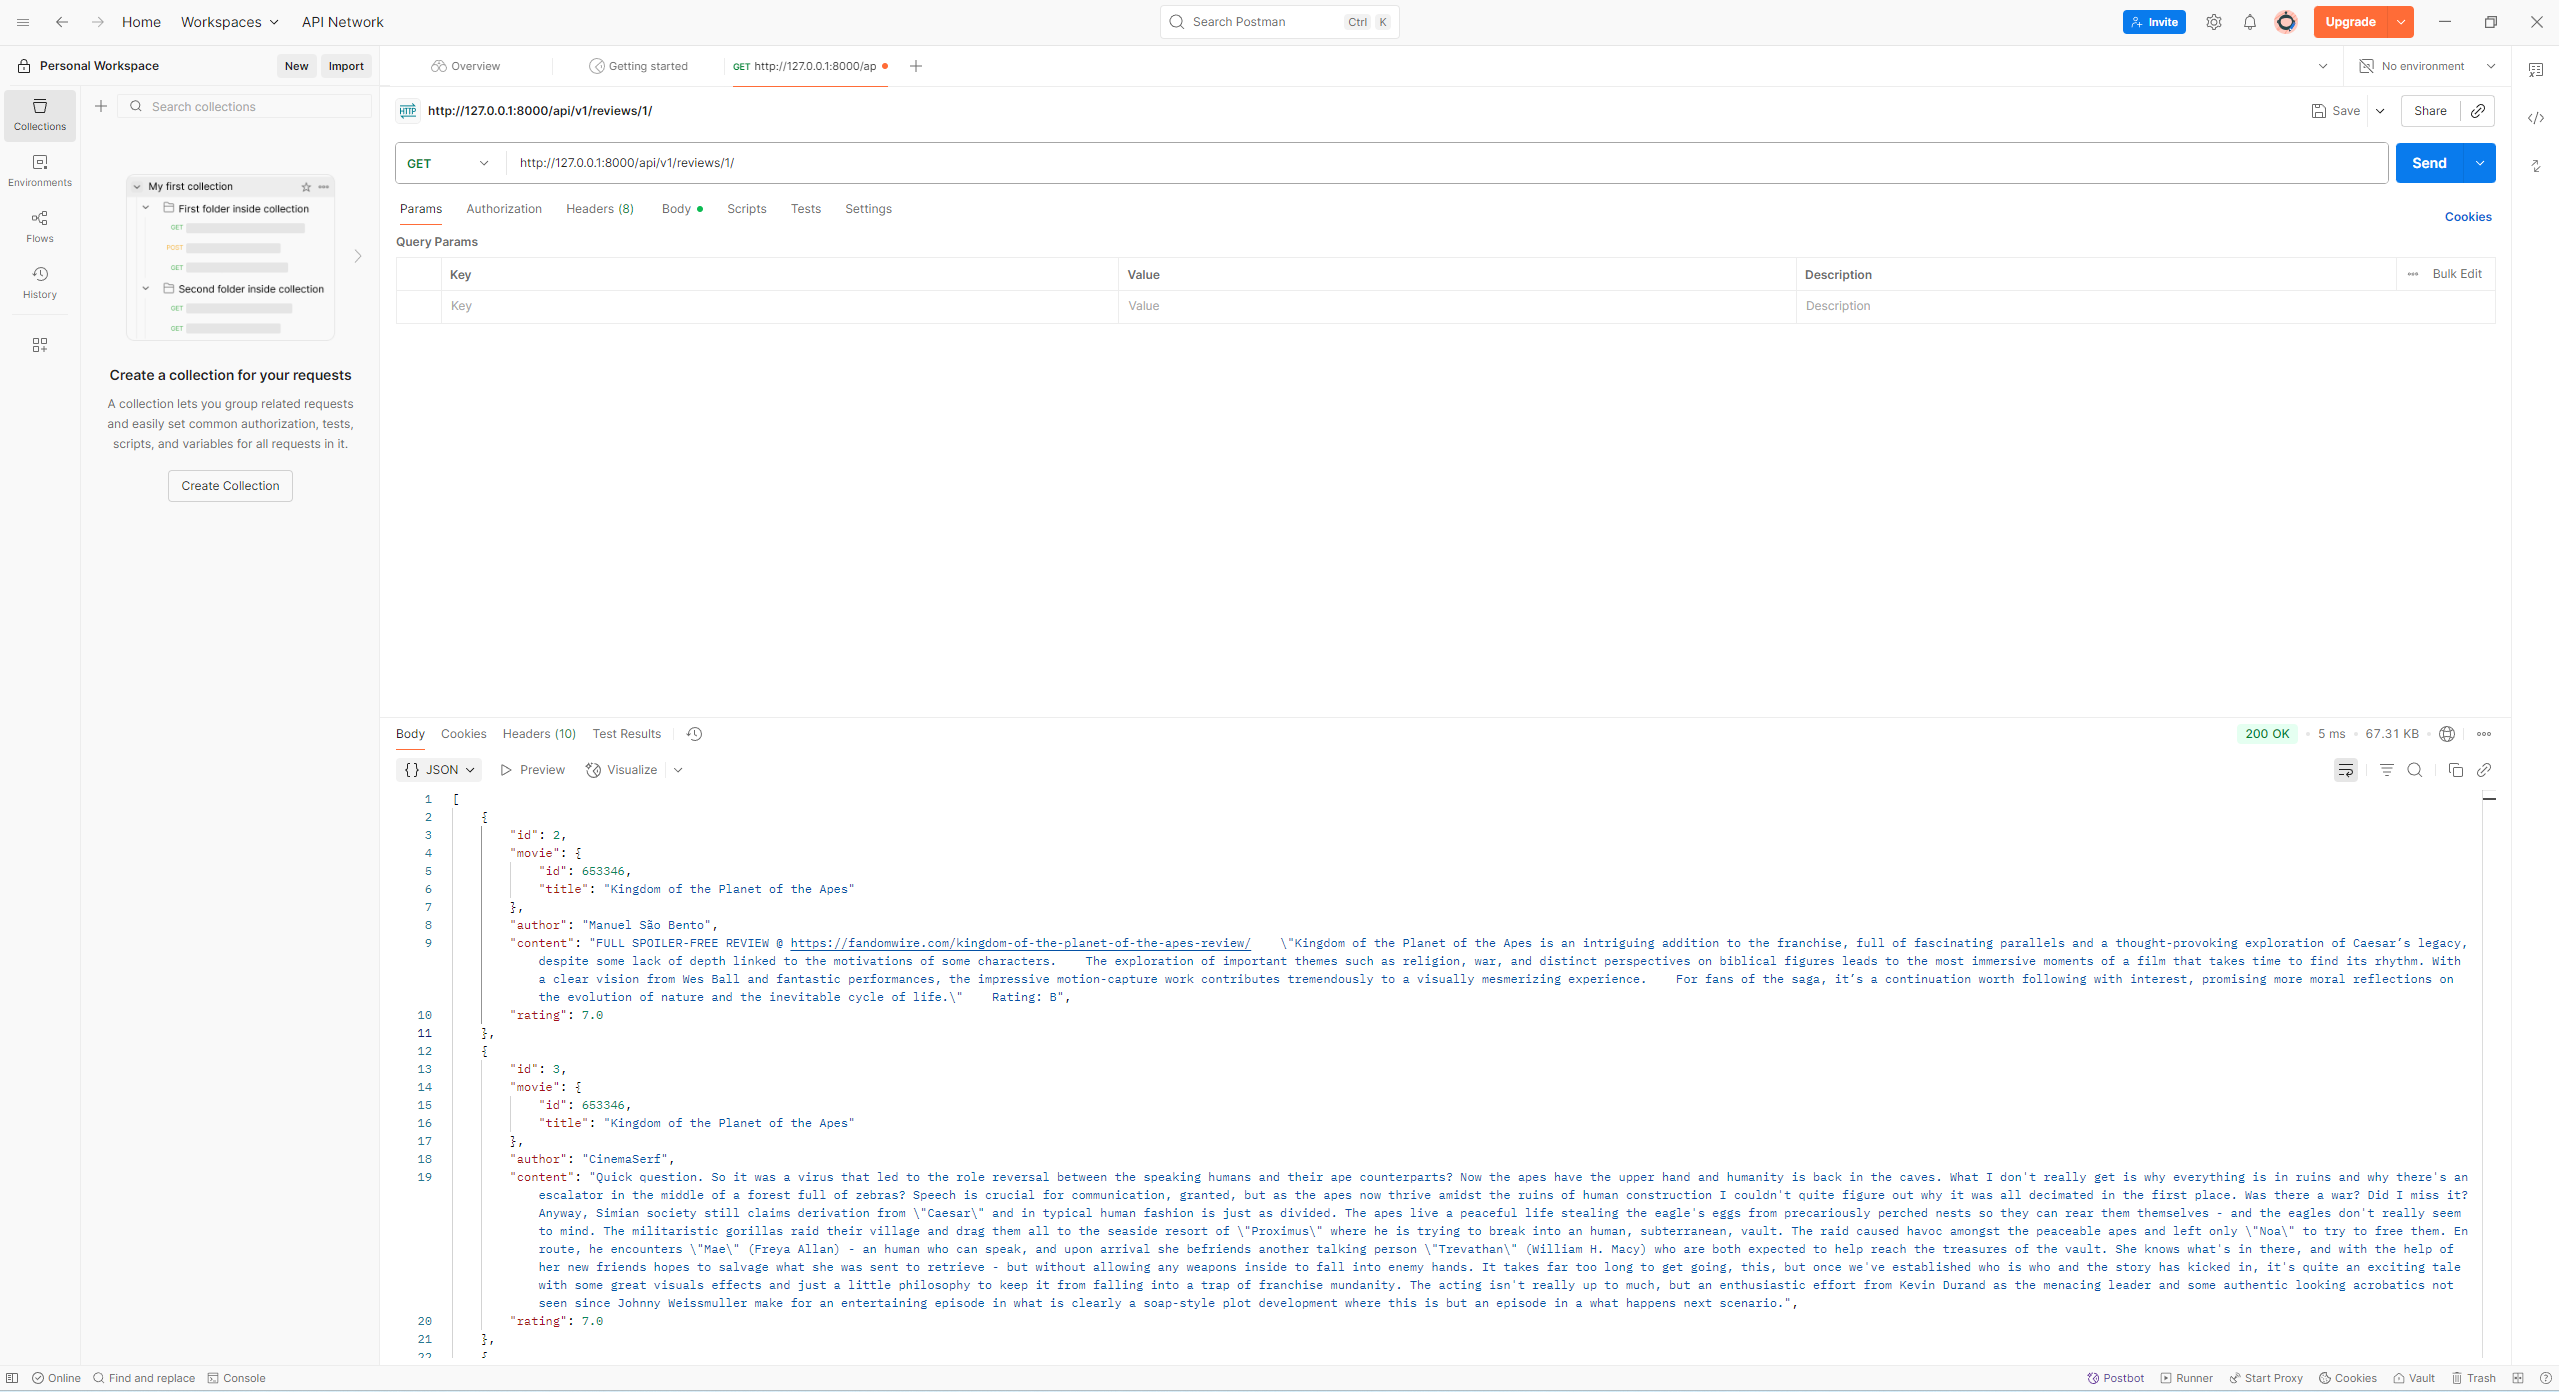 Home Workspaces API Network
Search Postman Ctrl K
Invite Upgrade
Personal Workspace New Import
Overview Getting started GET http://127.0.0.1:8000/ap
No environment
Collections
Environments
Flows
History
Search collections
My first collection
First folder inside collection
GET
POST
GET
Second folder inside collection
GET
GET
Create a collection for your requests
A collection lets you group related requests
and easily set common authorization, tests,
scripts, and variables for all requests in it.
Create Collection
HTTP http://127.0.0.1:8000/api/v1/reviews/1/
Save Share
GET http://127.0.0.1:8000/api/v1/reviews/1/ Send
Params Authorization Headers (8) Body Scripts Tests Settings
Cookies
Query Params
Key Value Description Bulk Edit
Key Value Description
Body Cookies Headers (10) Test Results
200 OK • 5 ms • 67.31 KB •
{} JSON Preview Visualize
1 [
2 {
3 "id": 2,
4 "movie": {
5 "id": 653346,
6 "title": "Kingdom of the Planet of the Apes"
7 },
8 "author": "Manuel São Bento",
9 "content": "FULL SPOILER-FREE REVIEW @ https://fandomwire.com/kingdom-of-the-planet-of-the-apes-review/ \"Kingdom of the Planet of the Apes is an intriguing addition to the franchise, full of fascinating parallels and a thought-provoking exploration of Caesar’s legacy,
despite some lack of depth linked to the motivations of some characters. The exploration of important themes such as religion, war, and distinct perspectives on biblical figures leads to the most immersive moments of a film that takes time to find its rhythm. With
a clear vision from Wes Ball and fantastic performances, the impressive motion-capture work contributes tremendously to a visually mesmerizing experience. For fans of the saga, it’s a continuation worth following with interest, promising more moral reflections on
the evolution of nature and the inevitable cycle of life.\" Rating: B",
10 "rating": 7.0
11 },
12 {
13 "id": 3,
14 "movie": {
15 "id": 653346,
16 "title": "Kingdom of the Planet of the Apes"
17 },
18 "author": "CinemaSerf",
19 "content": "Quick question. So it was a virus that led to the role reversal between the speaking humans and their ape counterparts? Now the apes have the upper hand and humanity is back in the caves. What I don't really get is why everything is in ruins and why there's an
escalator in the middle of a forest full of zebras? Speech is crucial for communication, granted, but as the apes now thrive amidst the ruins of human construction I couldn't quite figure out why it was all decimated in the first place. Was there a war? Did I miss it?
Anyway, Simian society still claims derivation from \"Caesar\" and in typical human fashion is just as divided. The apes live a peaceful life stealing the eagle's eggs from precariously perched nests so they can rear them themselves - and the eagles don't really seem
to mind. The militaristic gorillas raid their village and drag them all to the seaside resort of \"Proximus\" where he is trying to break into an human, subterranean, vault. The raid caused havoc amongst the peaceable apes and left only \"Noa\" to try to free them. En
route, he encounters \"Mae\" (Freya Allan) - an human who can speak, and upon arrival she befriends another talking person \"Trevathan\" (William H. Macy) who are both expected to help reach the treasures of the vault. She knows what's in there, and with the help of
her new friends hopes to salvage what she was sent to retrieve - but without allowing any weapons inside to fall into enemy hands. It takes far too long to get going, this, but once we've established who is who and the story has kicked in, it's quite an exciting tale
with some great visuals effects and just a little philosophy to keep it from falling into a trap of franchise mundanity. The acting isn't really up to much, but an enthusiastic effort from Kevin Durand as the menacing leader and some authentic looking acrobatics not
seen since Johnny Weissmuller make for an entertaining episode in what is clearly a soap-style plot development where this is but an episode in a what happens next scenario.",
20 "rating": 7.0
21 },
22 {
Online Find and replace Console
Postbot Runner Start Proxy Cookies Vault Trash